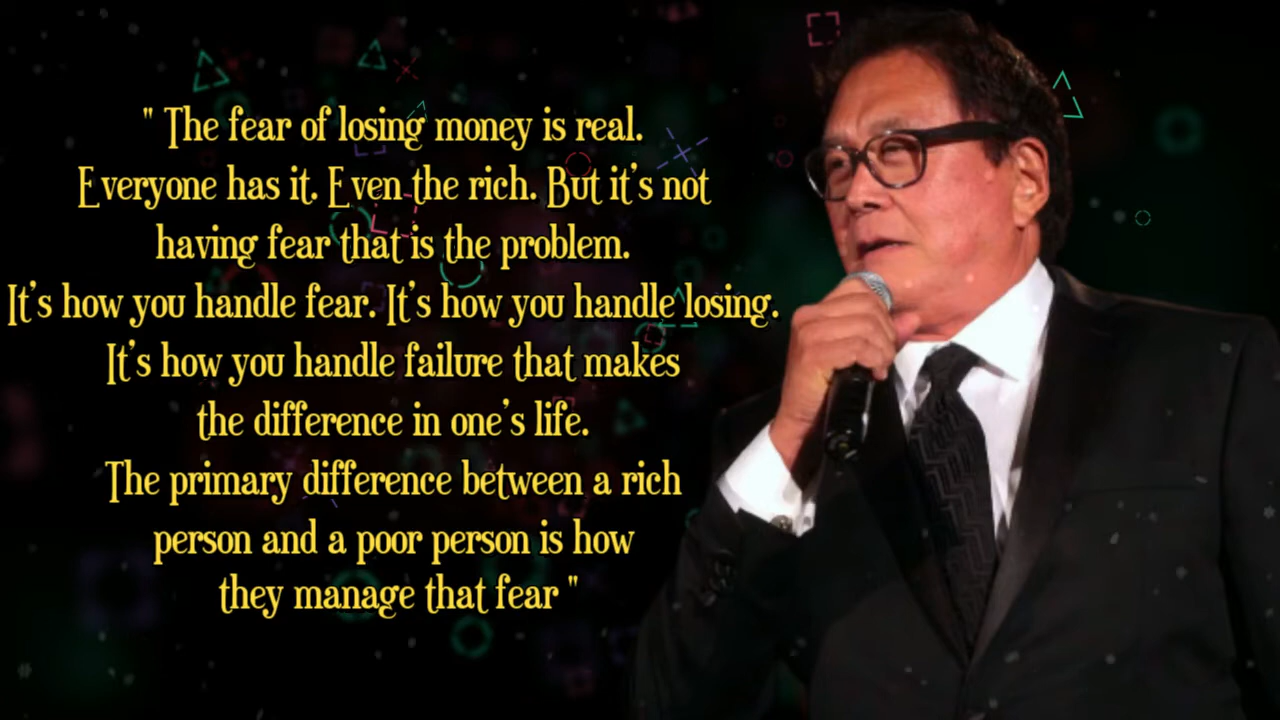 " The fear of losing money is real.
Everyone has it. Even the rich. But it's not
having fear that is the problem.
It's how you handle fear. It's how you handle losing.
It's how you handle failure that makes
the difference in one's life.
The primary difference between a rich
person and a poor person is how
they manage that fear "